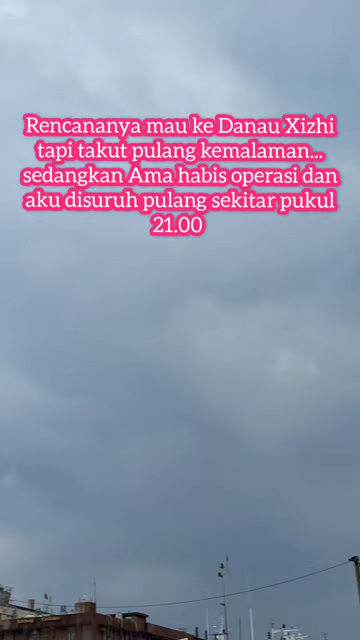 Rencananya mau ke Danau Xizhi
tapi takut pulang kemalaman...
sedangkan Ama habis operasi dan
aku disuruh pulang sekitar pukul
21.00